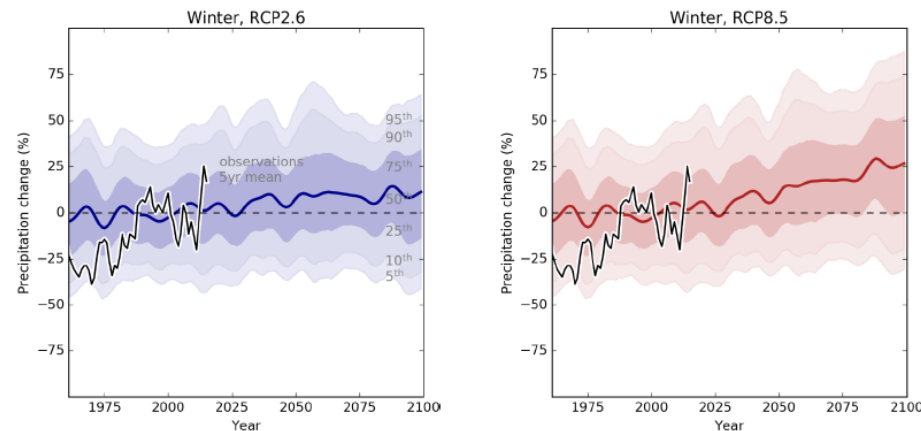 Winter, RCP2.6
Precipitation change (%)
75
50
25
0
−25
−50
−75
observations
5yr mean
95th
90th
75th
50th
25th
10th
5th
1975
2000
2025
2050
2075
2100
Year
Winter, RCP8.5
Precipitation change (%)
75
50
25
0
−25
−50
−75
1975
2000
2025
2050
2075
2100
Year